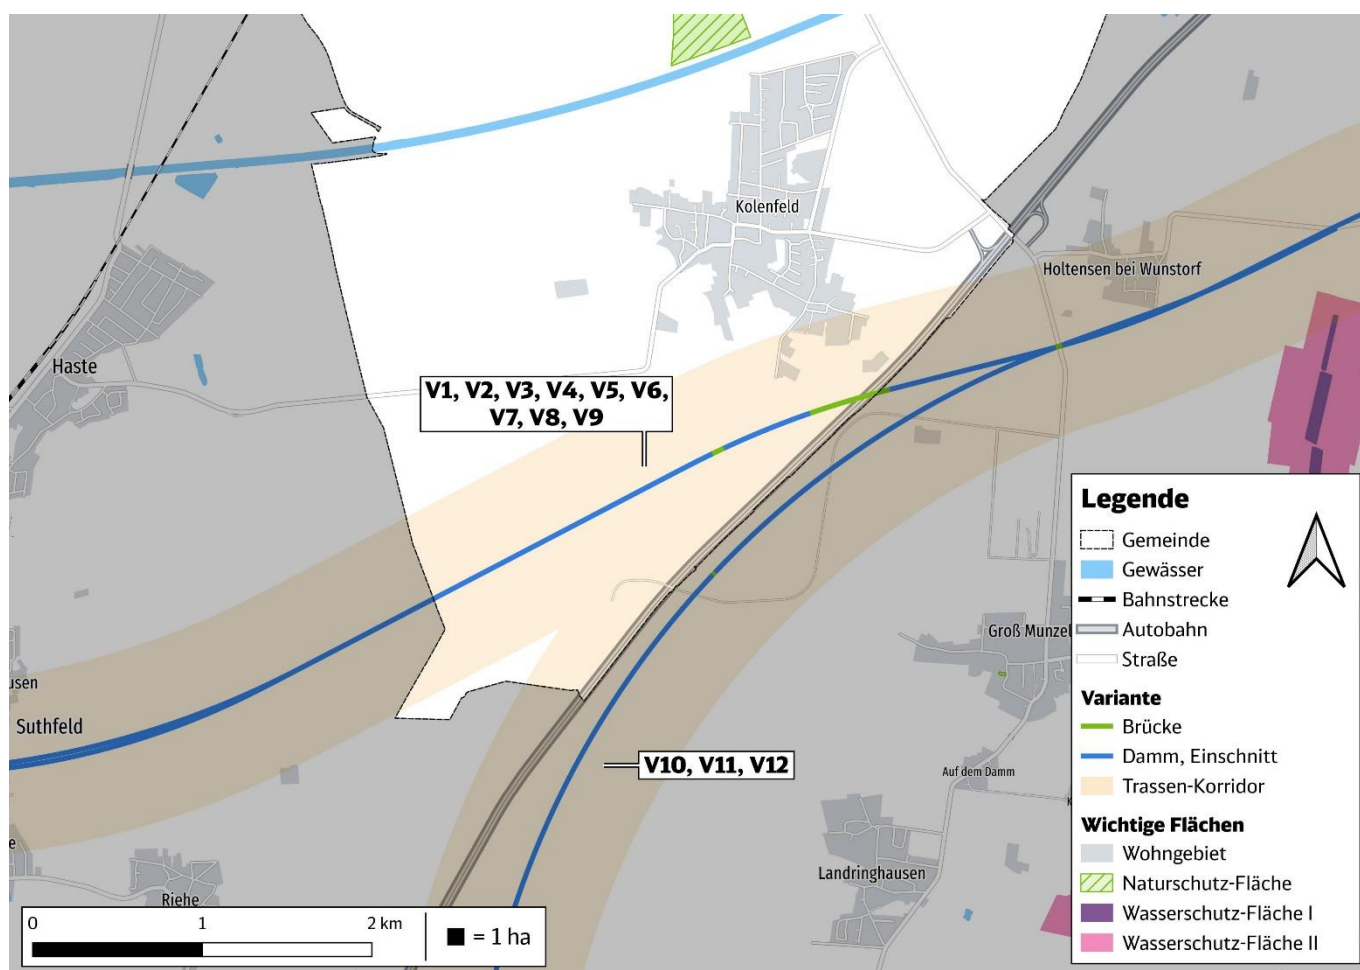 Kolenfeld
Holtensen bei Wunstorf
Haste
V1, V2, V3, V4, V5, V6,
V7, V8, V9
Groß Munzel
usen
Suthfeld
V10, V11, V12
Auf dem Damm
K
e
Landringhausen
Riehe
0 1 2 km
= 1 ha
Legende
Gemeinde
Gewässer
Bahnstrecke
Autobahn
Straße
Variante
Brücke
Damm, Einschnitt
Trassen-Korridor
Wichtige Flächen
Wohngebiet
Naturschutz-Fläche
Wasserschutz-Fläche I
Wasserschutz-Fläche II